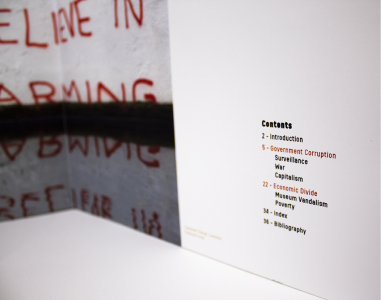 ELIEVE IN
ARMING
Contents
2 - Introduction
5 - Government Corruption
Surveillance
War
Capitalism
22 - Economic Divide
Museum Vandalism
Poverty
34 - Index
36 - Bibliography